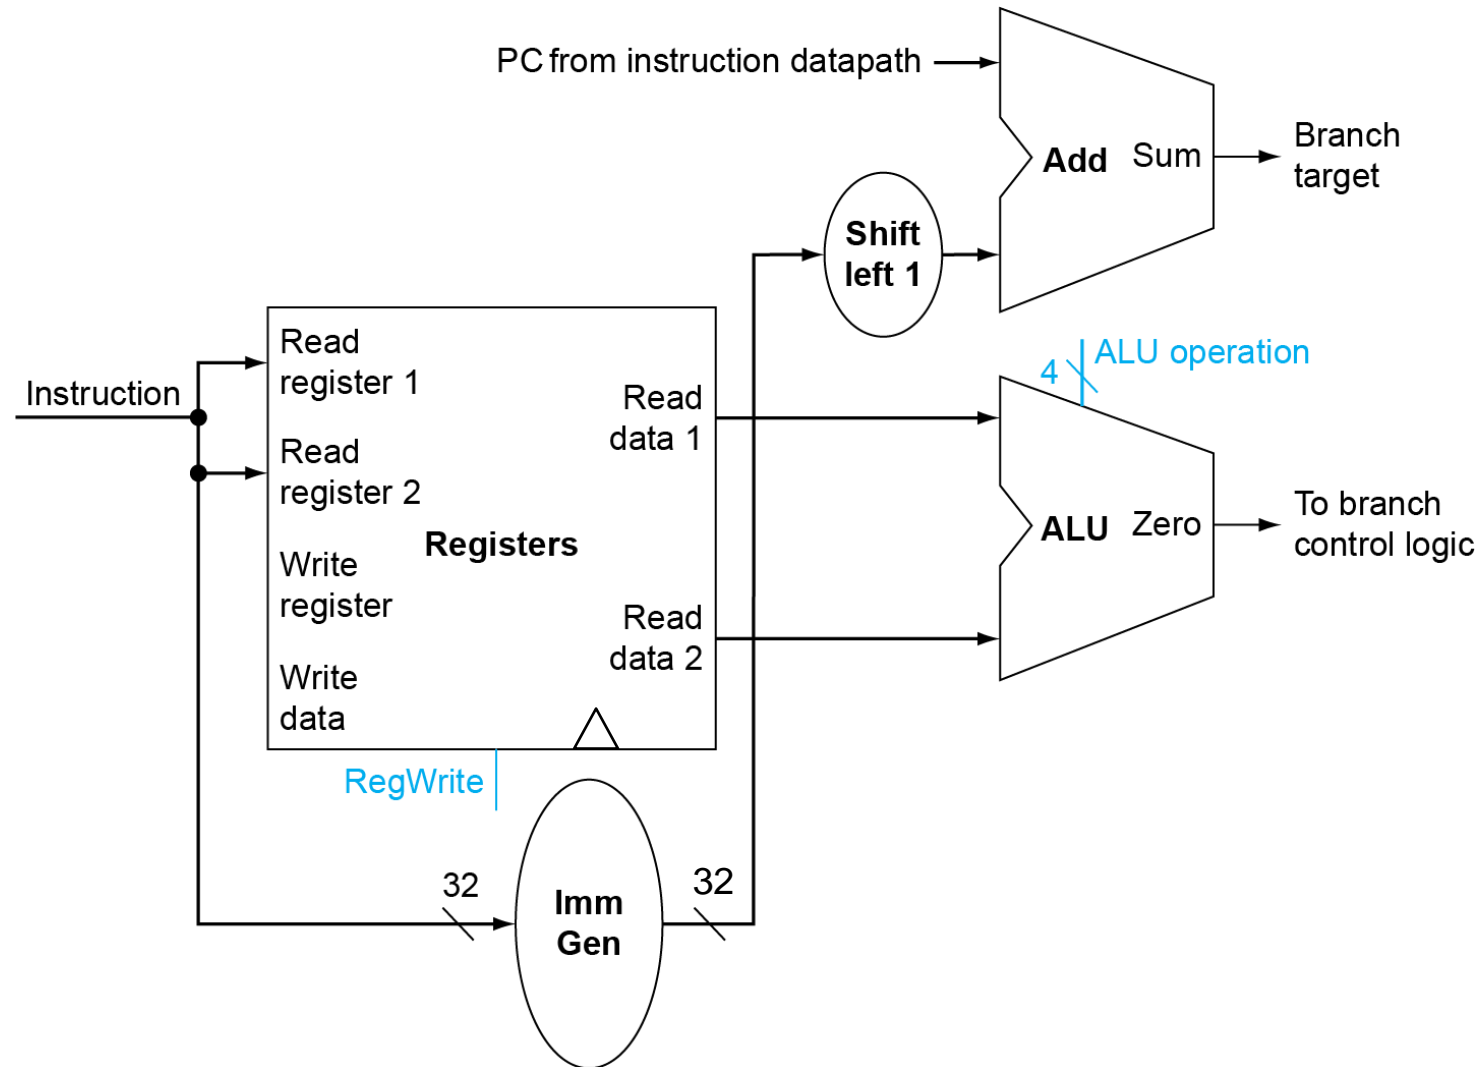 PC from instruction datapath
Add
Sum
Branch
target
Shift
left 1
ALU operation
4
Instruction
Read
register 1
Read
register 2
Write
register
Write
data
Registers
Read
data 1
Read
data 2
ALU
Zero
To branch
control logic
RegWrite
32
Imm
Gen
32